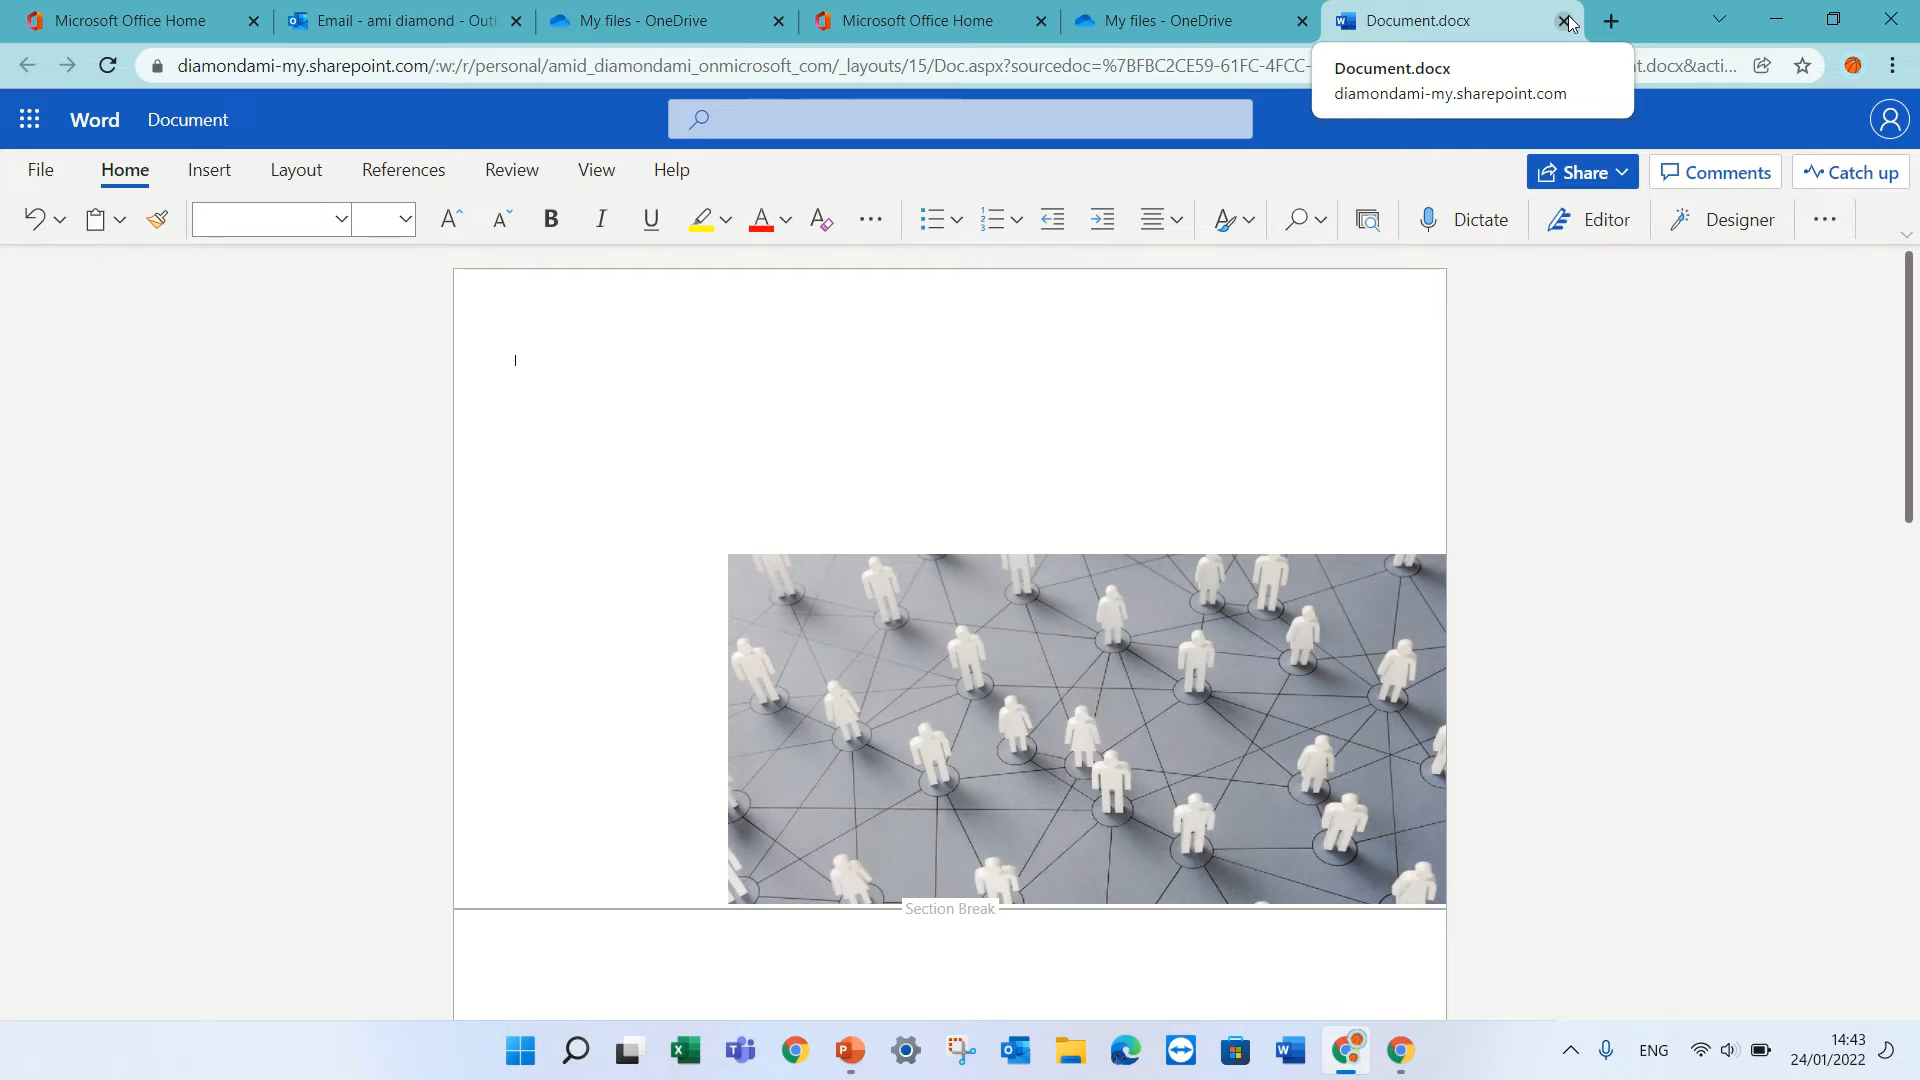 Microsoft Office Home
Email - ami diamond - Outl
My files - OneDrive
Microsoft Office Home
My files - OneDrive
Document.docx
diamondami-my.sharepoint.com/:w:/r/personal/amid_diamondami_onmicrosoft_com/_layouts/15/Doc.aspx?sourcedoc=%7BFBC2CE59-61FC-4FCC-
t.docx&acti...
Document.docx
diamondami-my.sharepoint.com
Word
Document
File
Home
Insert
Layout
References
Review
View
Help
Share
Comments
Catch up
Dictate
Editor
Designer
Section Break
ENG
14:43
24/01/2022